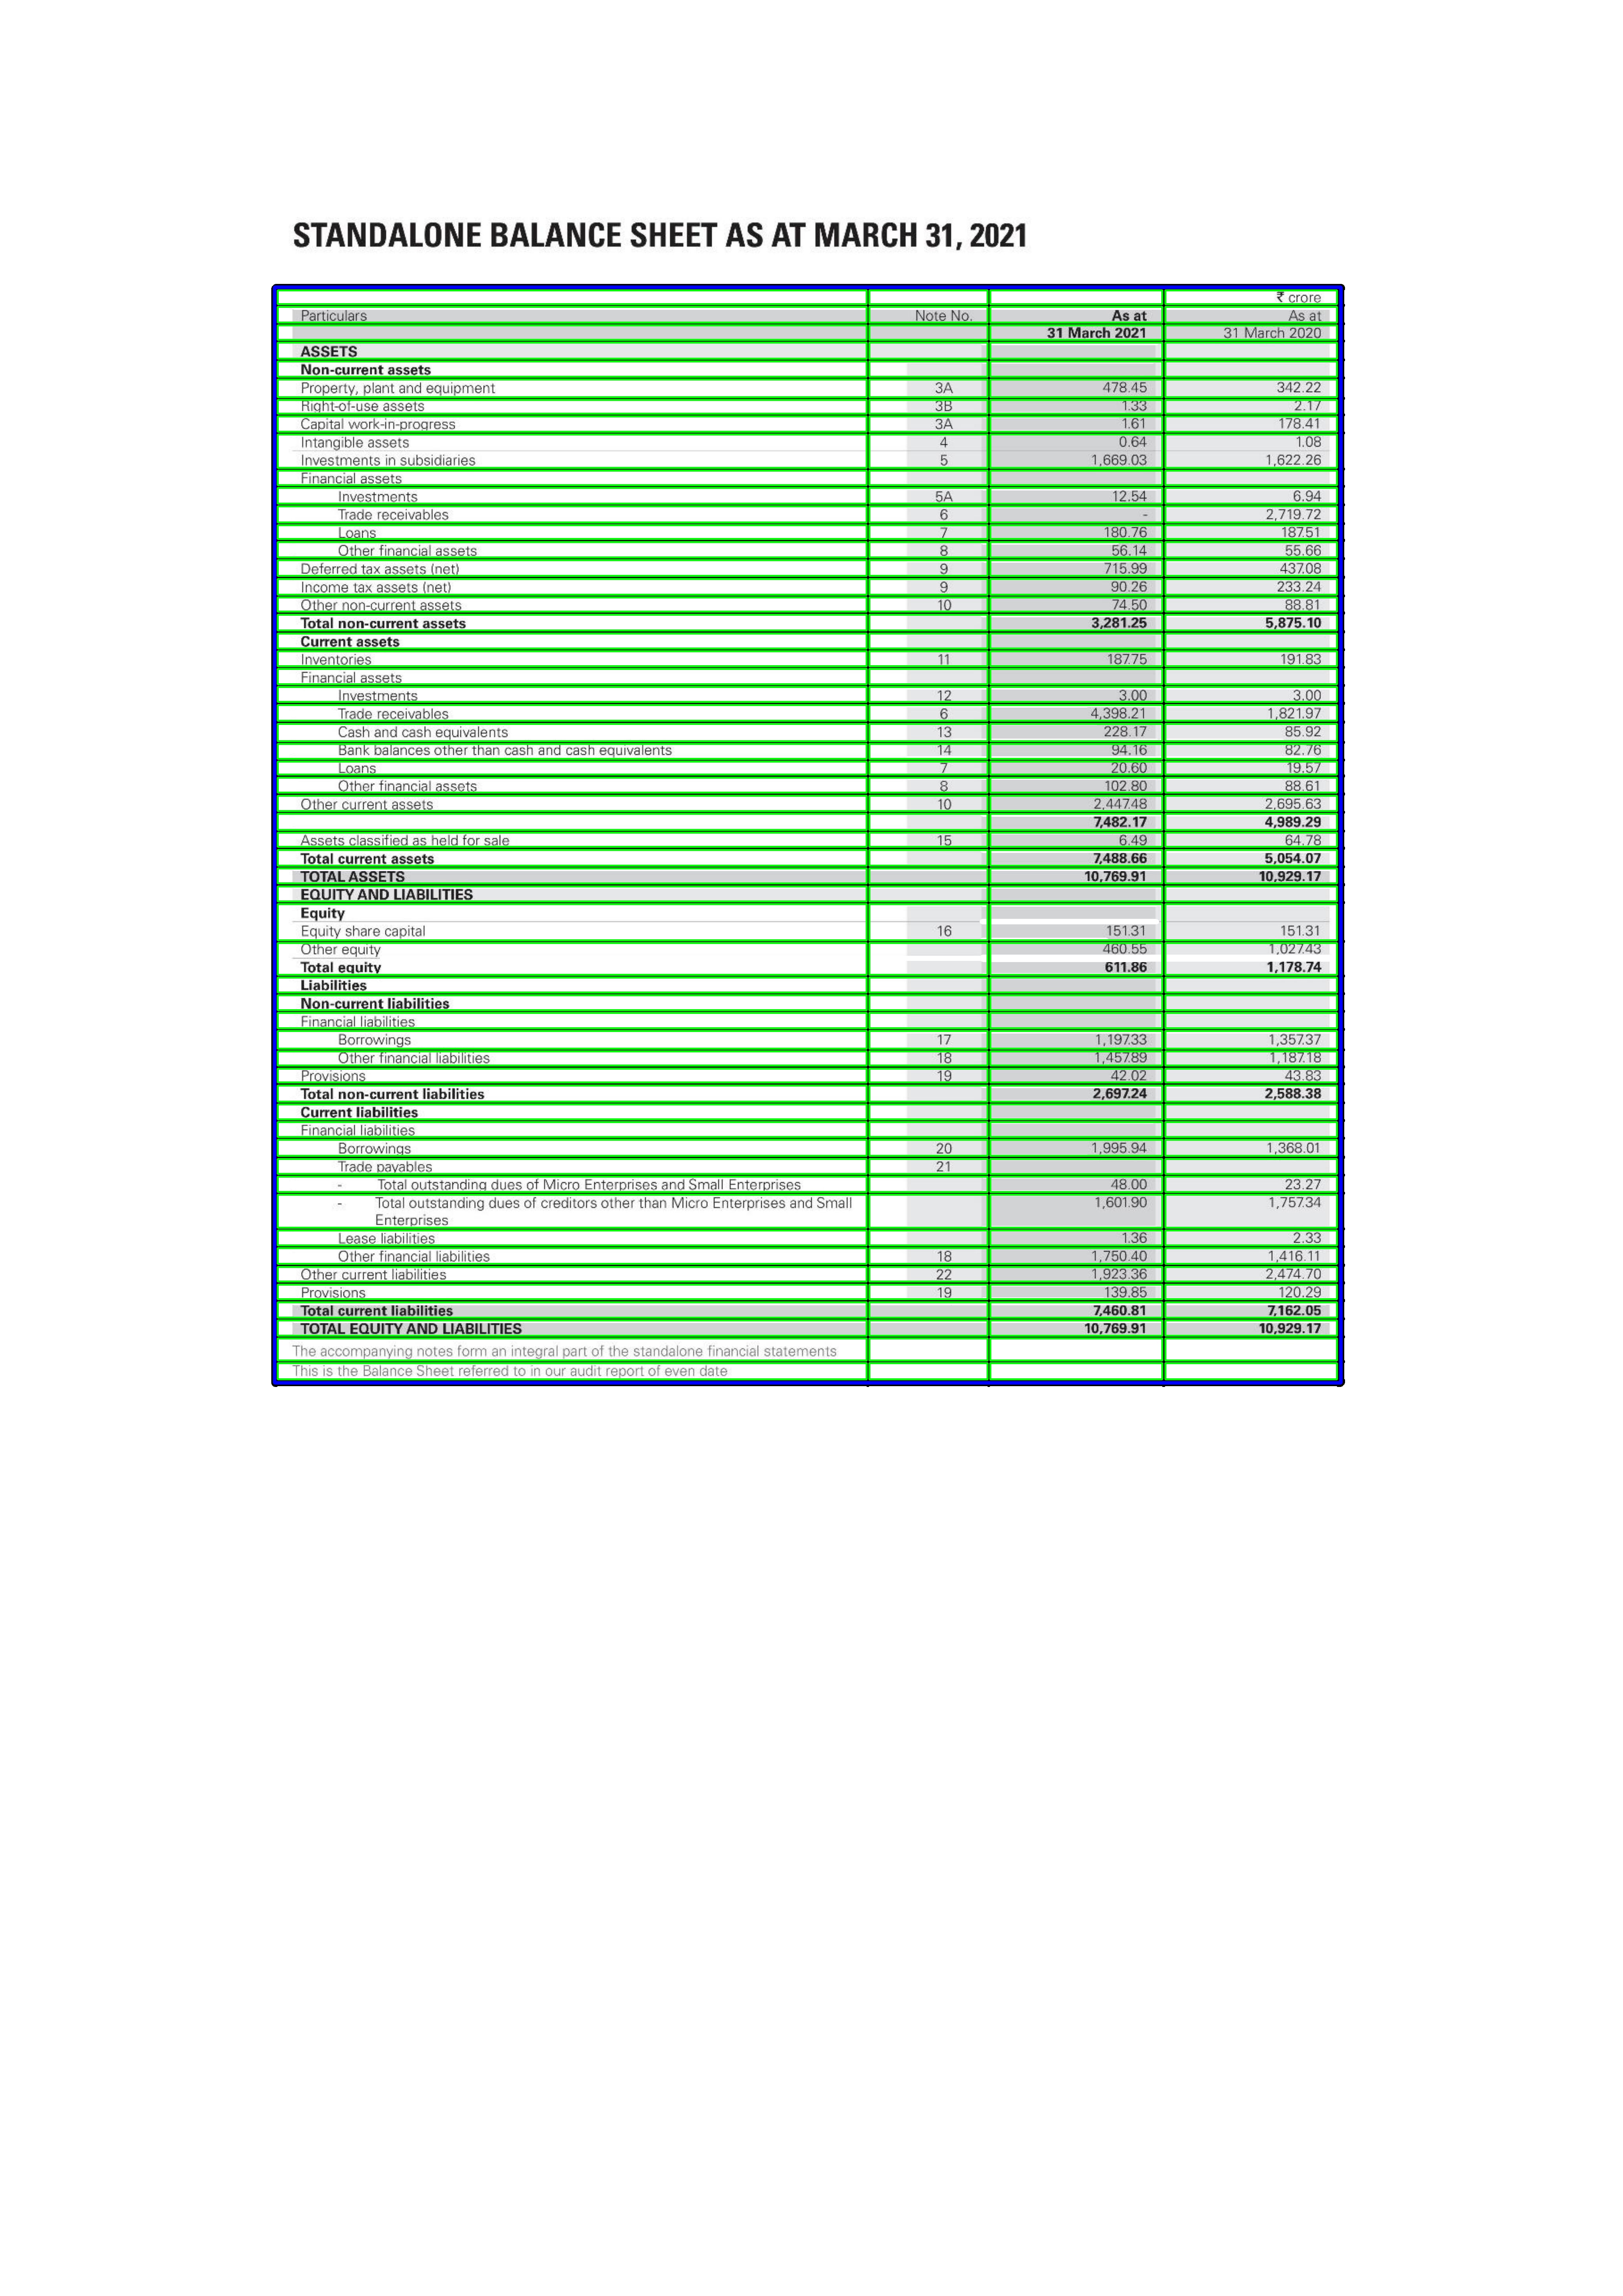 STANDALONE BALANCE SHEET AS AT MARCH 31, 2021
₹ crore
Particulars Note No. As at As at
31 March 2021 31 March 2020
ASSETS
Non-current assets
Property, plant and equipment 3A 478.45 342.22
Right-of-use assets 3B 1.33 2.17
Capital work-in-progress 3A 1.61 178.41
Intangible assets 4 0.64 1.08
Investments in subsidiaries 5 1,669.03 1,622.26
Financial assets
Investments 5A 12.54 6.94
Trade receivables 6 - 2,719.72
Loans 7 180.76 187.51
Other financial assets 8 56.14 55.66
Deferred tax assets (net) 9 715.99 437.08
Income tax assets (net) 9 90.26 233.24
Other non-current assets 10 74.50 88.81
Total non-current assets 3,281.25 5,875.10
Current assets
Inventories 11 187.75 191.83
Financial assets
Investments 12 3.00 3.00
Trade receivables 6 4,398.21 1,821.97
Cash and cash equivalents 13 228.17 85.92
Bank balances other than cash and cash equivalents 14 94.16 82.76
Loans 7 20.60 19.57
Other financial assets 8 102.80 88.61
Other current assets 10 2,447.48 2,695.63
7,482.17 4,989.29
Assets classified as held for sale 15 6.49 64.78
Total current assets 7,488.66 5,054.07
TOTAL ASSETS 10,769.91 10,929.17
EQUITY AND LIABILITIES
Equity
Equity share capital 16 151.31 151.31
Other equity 460.55 1,027.43
Total equity 611.86 1,178.74
Liabilities
Non-current liabilities
Financial liabilities
Borrowings 17 1,197.33 1,357.37
Other financial liabilities 18 1,457.89 1,187.18
Provisions 19 42.02 43.83
Total non-current liabilities 2,697.24 2,588.38
Current liabilities
Financial liabilities
Borrowings 20 1,995.94 1,368.01
Trade payables 21
- Total outstanding dues of Micro Enterprises and Small Enterprises 48.00 23.27
- Total outstanding dues of creditors other than Micro Enterprises and Small 1,601.90 1,757.34
Enterprises
Lease liabilities 1.36 2.33
Other financial liabilities 18 1,750.40 1,416.11
Other current liabilities 22 1,923.36 2,474.70
Provisions 19 139.85 120.29
Total current liabilities 7,460.81 7,162.05
TOTAL EQUITY AND LIABILITIES 10,769.91 10,929.17
The accompanying notes form an integral part of the standalone financial statements
This is the Balance Sheet referred to in our audit report of even date